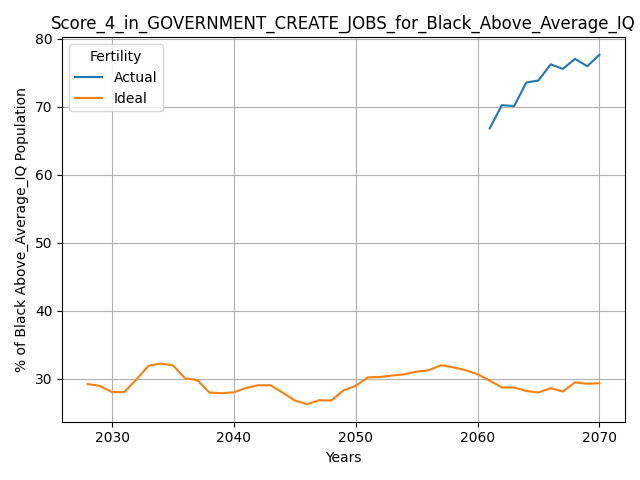 Score_4_in_GOVERNMENT_CREATE_JOBS_for_Black_Above_Average_IQ
Fertility
Actual
Ideal
% of Black Above_Average_IQ Population
80
70
60
50
40
30
2030 2040 2050 2060 2070
Years